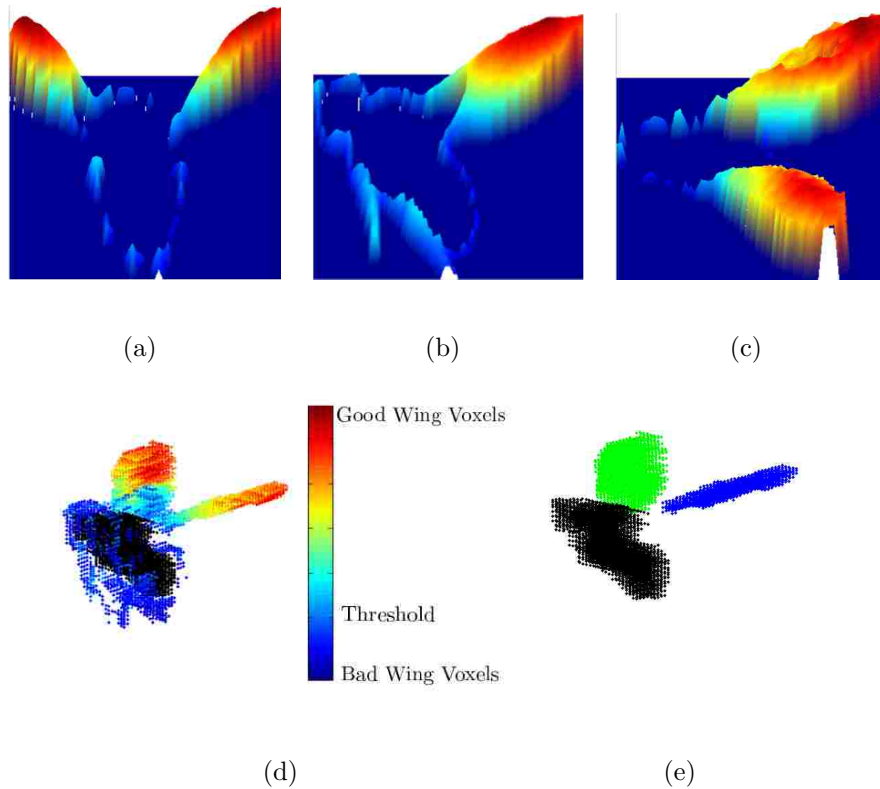 (a) (b) (c)
Good Wing Voxels
Threshold
Bad Wing Voxels
(d) (e)